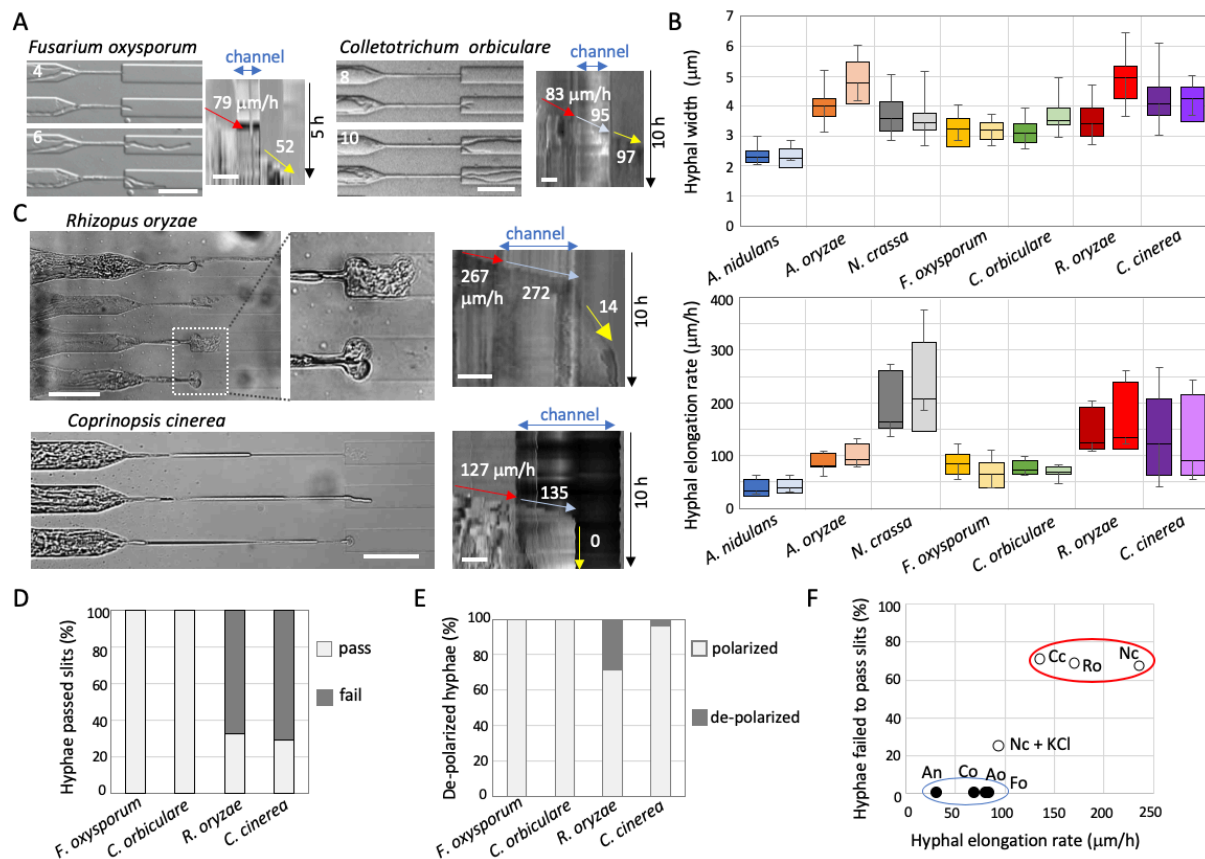 A
Fusarium oxysporum
Colletotrichum orbiculare
channel
4
6
79 μm/h
52
5 h
channel
8
10
83 μm/h
95
97
10 h
B
Hyphal width (μm)
7
6
5
4
3
2
1
0
A. nidulans
A. oryzae
N. crassa
F. oxysporum
C. orbiculare
R. oryzae
C. cinerea
Hyphal elongation rate (μm/h)
400
300
200
100
0
A. nidulans
A. oryzae
N. crassa
F. oxysporum
C. orbiculare
R. oryzae
C. cinerea
C
Rhizopus oryzae
channel
267
μm/h
272
14
10 h
Coprinopsis cinerea
channel
127 μm/h
135
0
10 h
D
Hyphae passed slits (%)
100
80
60
40
20
0
F. oxysporum
C. orbiculare
R. oryzae
C. cinerea
pass
fail
E
De-polarized hyphae (%)
100
80
60
40
20
0
F. oxysporum
C. orbiculare
R. oryzae
C. cinerea
polarized
de-polarized
F
Hyphae failed to pass slits (%)
100
80
60
40
20
0
Cc
Ro
Nc
Nc + KCl
An
Co
Ao
Fo
0 50 100 150 200 250
Hyphal elongation rate (μm/h)